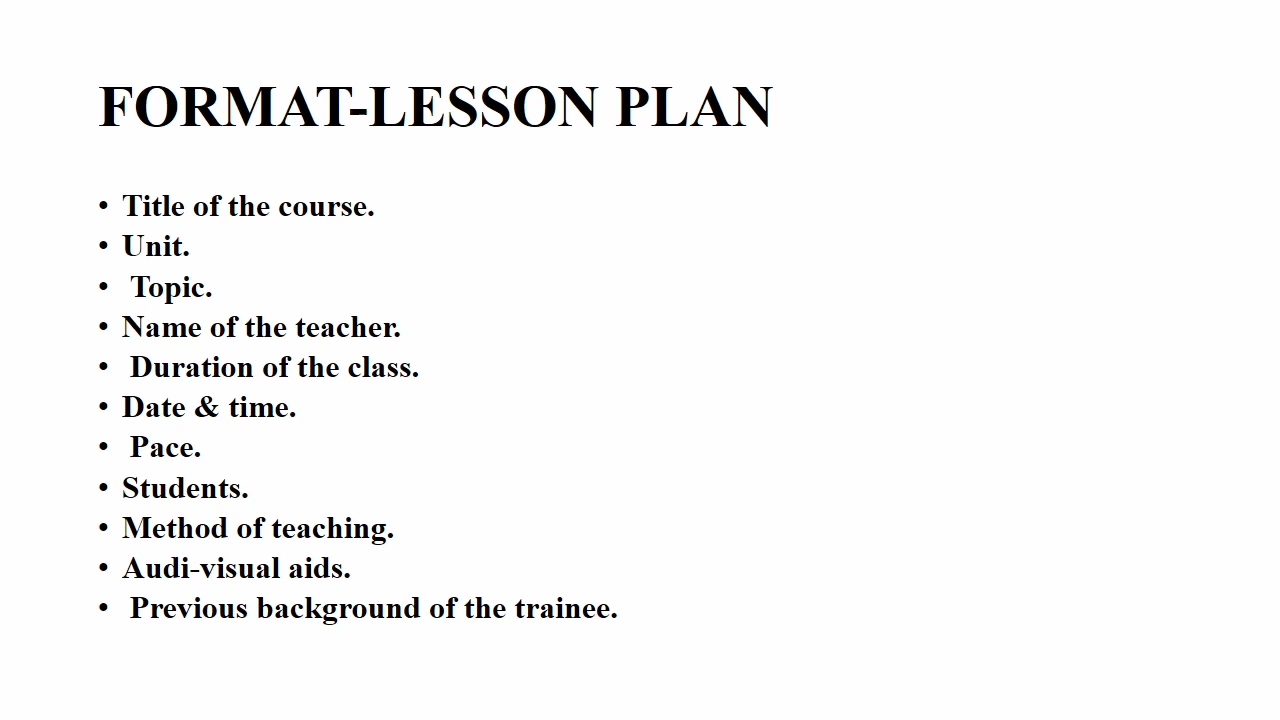 FORMAT-LESSON PLAN
• Title of the course.
• Unit.
• Topic.
• Name of the teacher.
• Duration of the class.
• Date & time.
• Pace.
• Students.
• Method of teaching.
• Audi-visual aids.
• Previous background of the trainee.